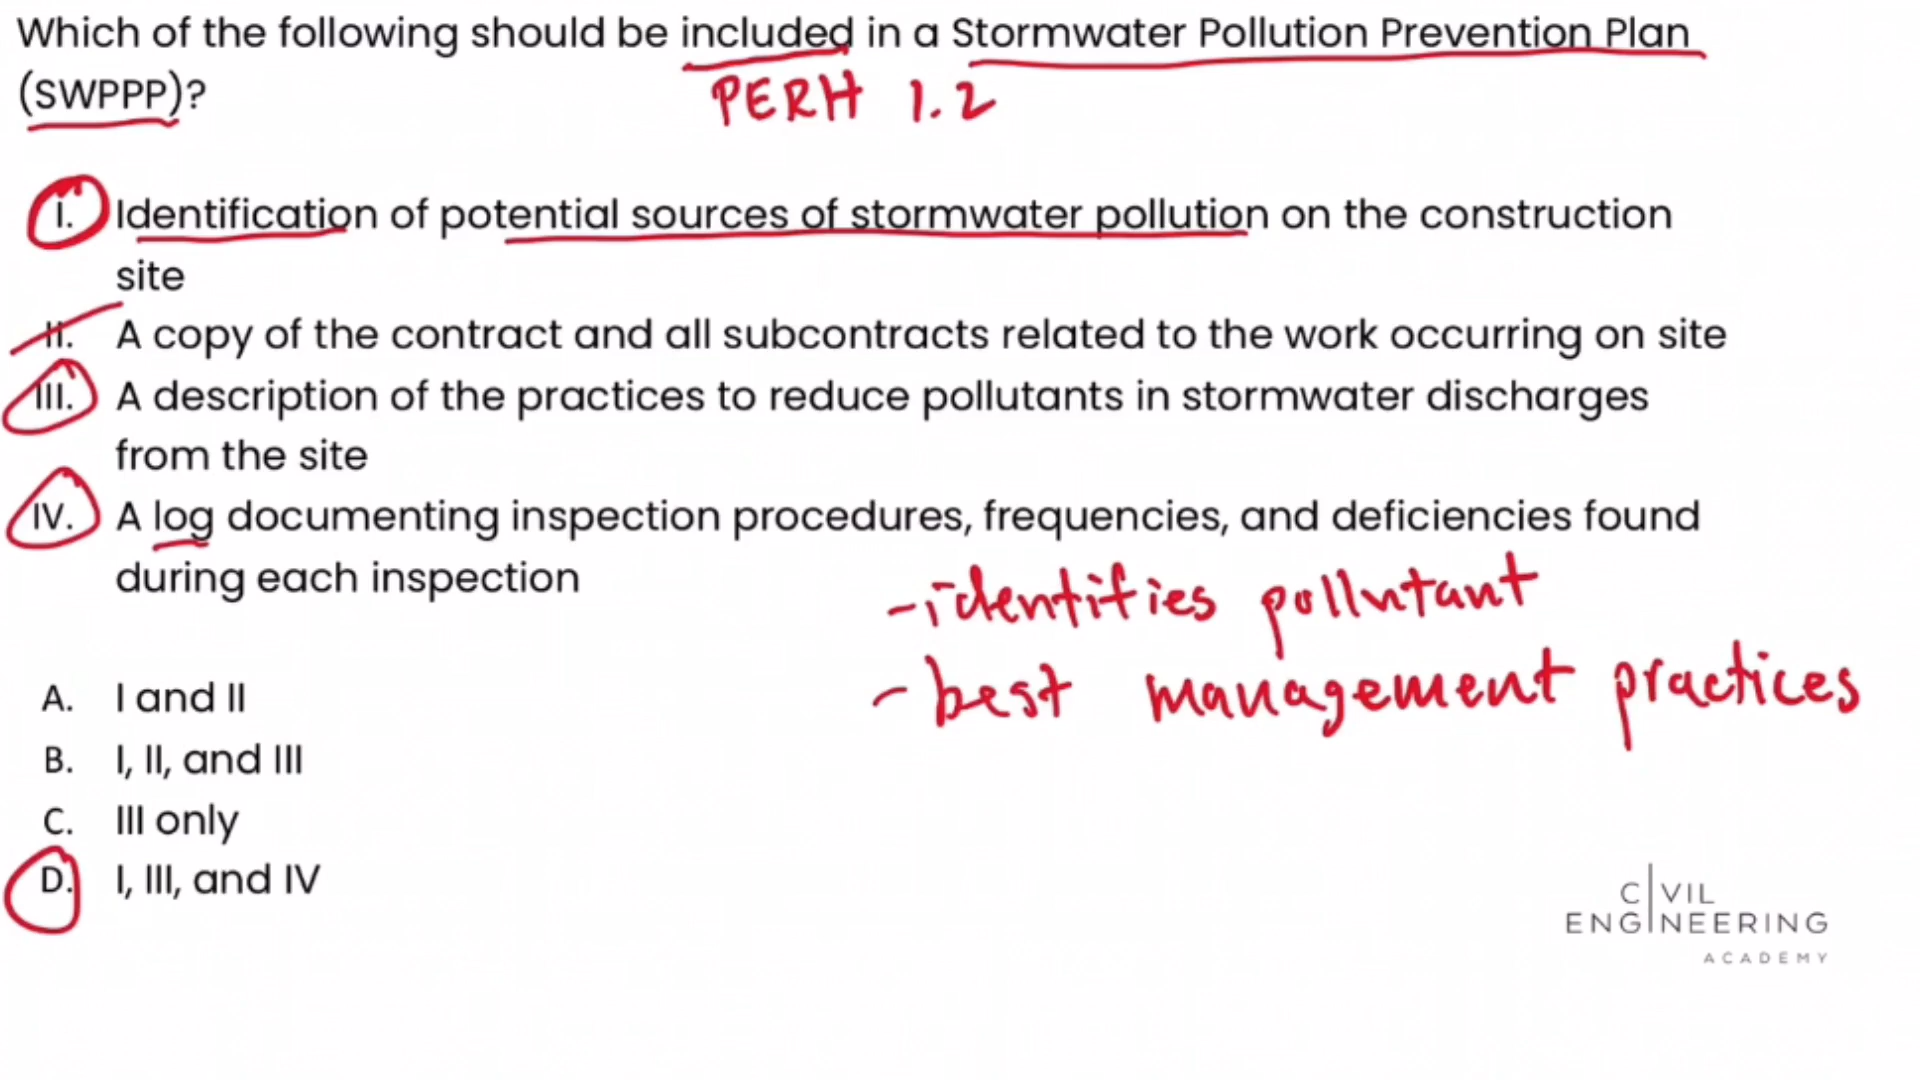 Which of the following should be included in a Stormwater Pollution Prevention Plan
(SWPPP)?
PERH 1.2
I. Identification of potential sources of stormwater pollution on the construction
site
II. A copy of the contract and all subcontracts related to the work occurring on site
III. A description of the practices to reduce pollutants in stormwater discharges
from the site
IV. A log documenting inspection procedures, frequencies, and deficiencies found
during each inspection
-identifies pollutant
-best management practices
A. I and II
B. I, II, and III
C. III only
D. I, III, and IV
CIVIL
ENGINEERING
ACADEMY